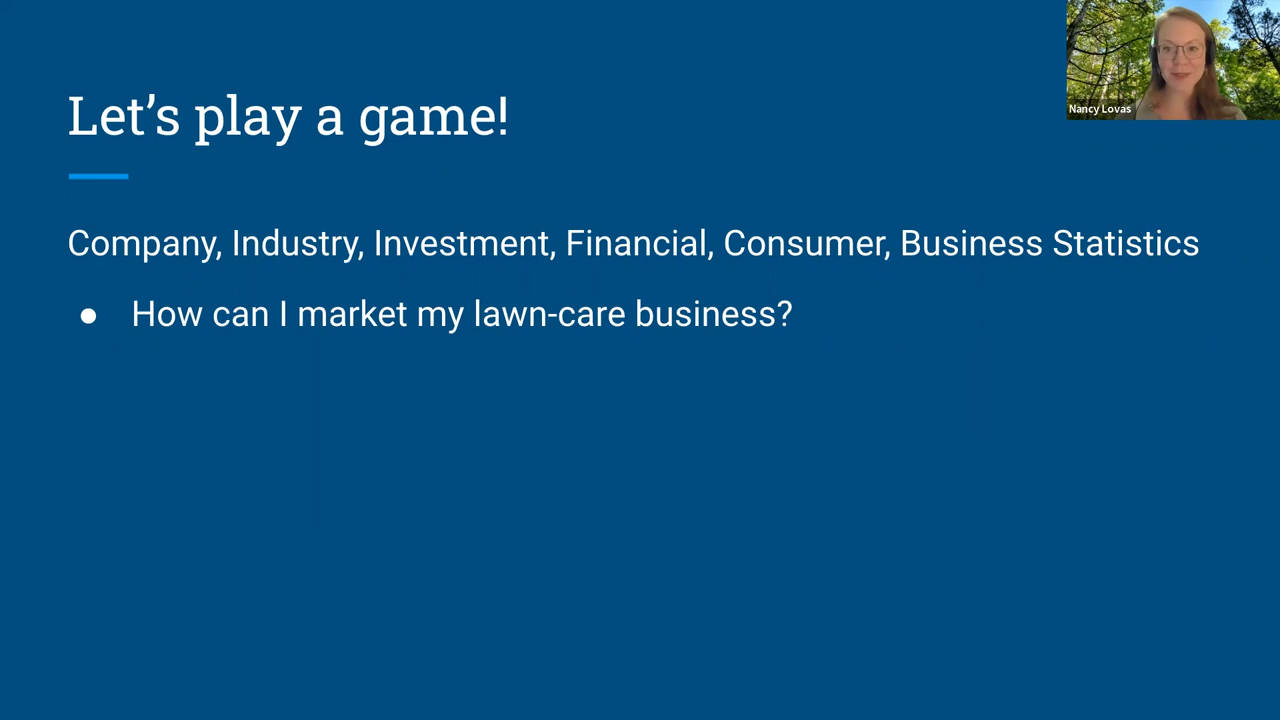 Let's play a game!
Nancy Lovas
Company, Industry, Investment, Financial, Consumer, Business Statistics
● How can I market my lawn-care business?